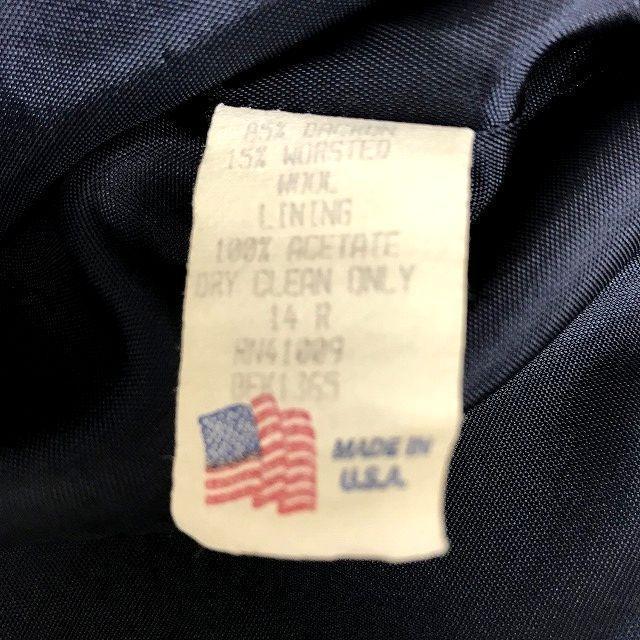 85% DACRON
15% WORSTED
WOOL
LINING
100% ACETATE
DRY CLEAN ONLY
14 R
RN41009
MADE IN
U.S.A.